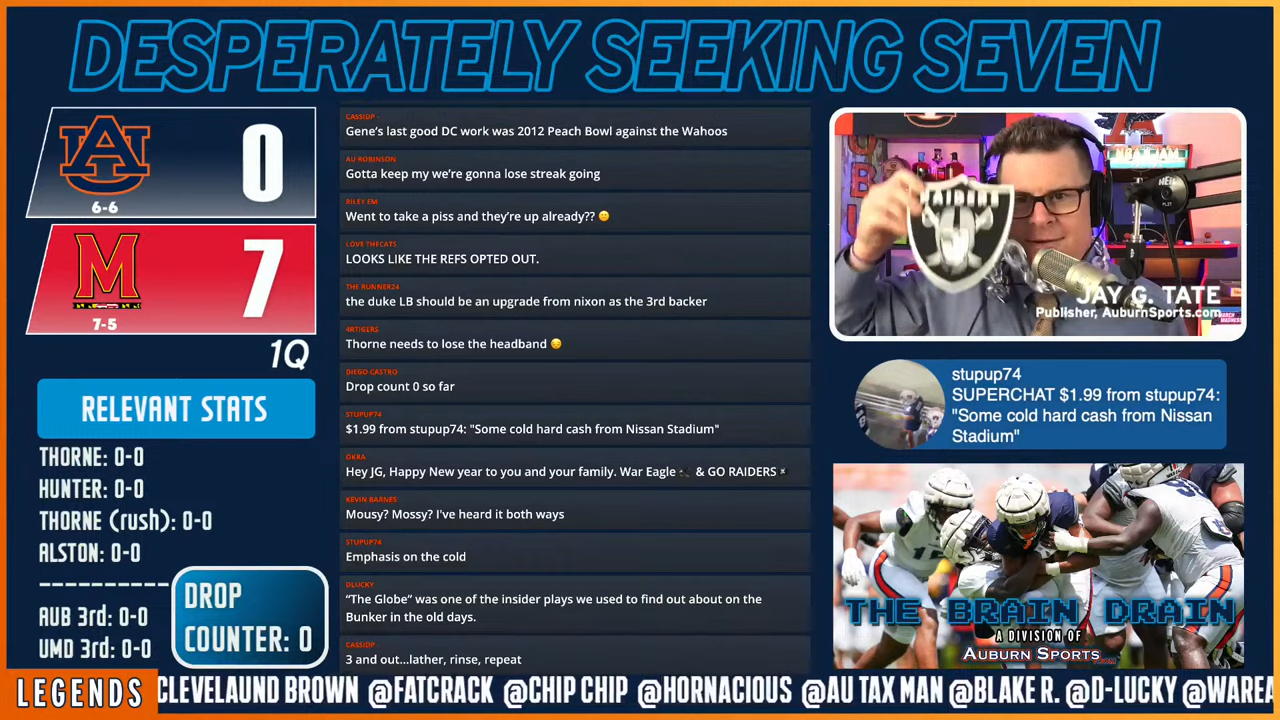 DESPERATELY SEEKING SEVEN
0
6-6
M
7
7-5
1Q
RELEVANT STATS
THORNE: 0-0
HUNTER: 0-0
THORNE (rush): 0-0
ALSTON: 0-0
----------
AUB 3rd: 0-0
UMD 3rd: 0-0
DROP
COUNTER: 0
CASSIDP -
Gene's last good DC work was 2012 Peach Bowl against the Wahoos
AU ROBINSON
Gotta keep my we're gonna lose streak going
RILEY EM
Went to take a piss and they're up already?? 😕
LOVE THECATS
LOOKS LIKE THE REFS OPTED OUT.
THE RUNNER24
the duke LB should be an upgrade from nixon as the 3rd backer
4RTIGERS
Thorne needs to lose the headband 😔
DIEGO CASTRO
Drop count 0 so far
STUPUP74
$1.99 from stupup74: "Some cold hard cash from Nissan Stadium"
OKRA
Hey JG, Happy New year to you and your family. War Eagle & GO RAIDERS
KEVIN BARNES
Mousy? Mossy? I've heard it both ways
STUPUP74
Emphasis on the cold
DLUCKY
“The Globe” was one of the insider plays we used to find out about on the
Bunker in the old days.
CASSIDP
3 and out...lather, rinse, repeat
NBA JAM
RAIDERS
JAY G. TATE
Publisher, AuburnSports.com
stupup74
SUPERCHAT $1.99 from stupup74:
"Some cold hard cash from Nissan
Stadium"
THE BRAIN DRAIN
A DIVISION OF
AUBURN SPORTS.COM
LEGENDS
CLEVELAUND BROWN @FATCRACK @CHIP CHIP @HORNACIOUS @AU TAX MAN @BLAKE R. @D-LUCKY @WAREA